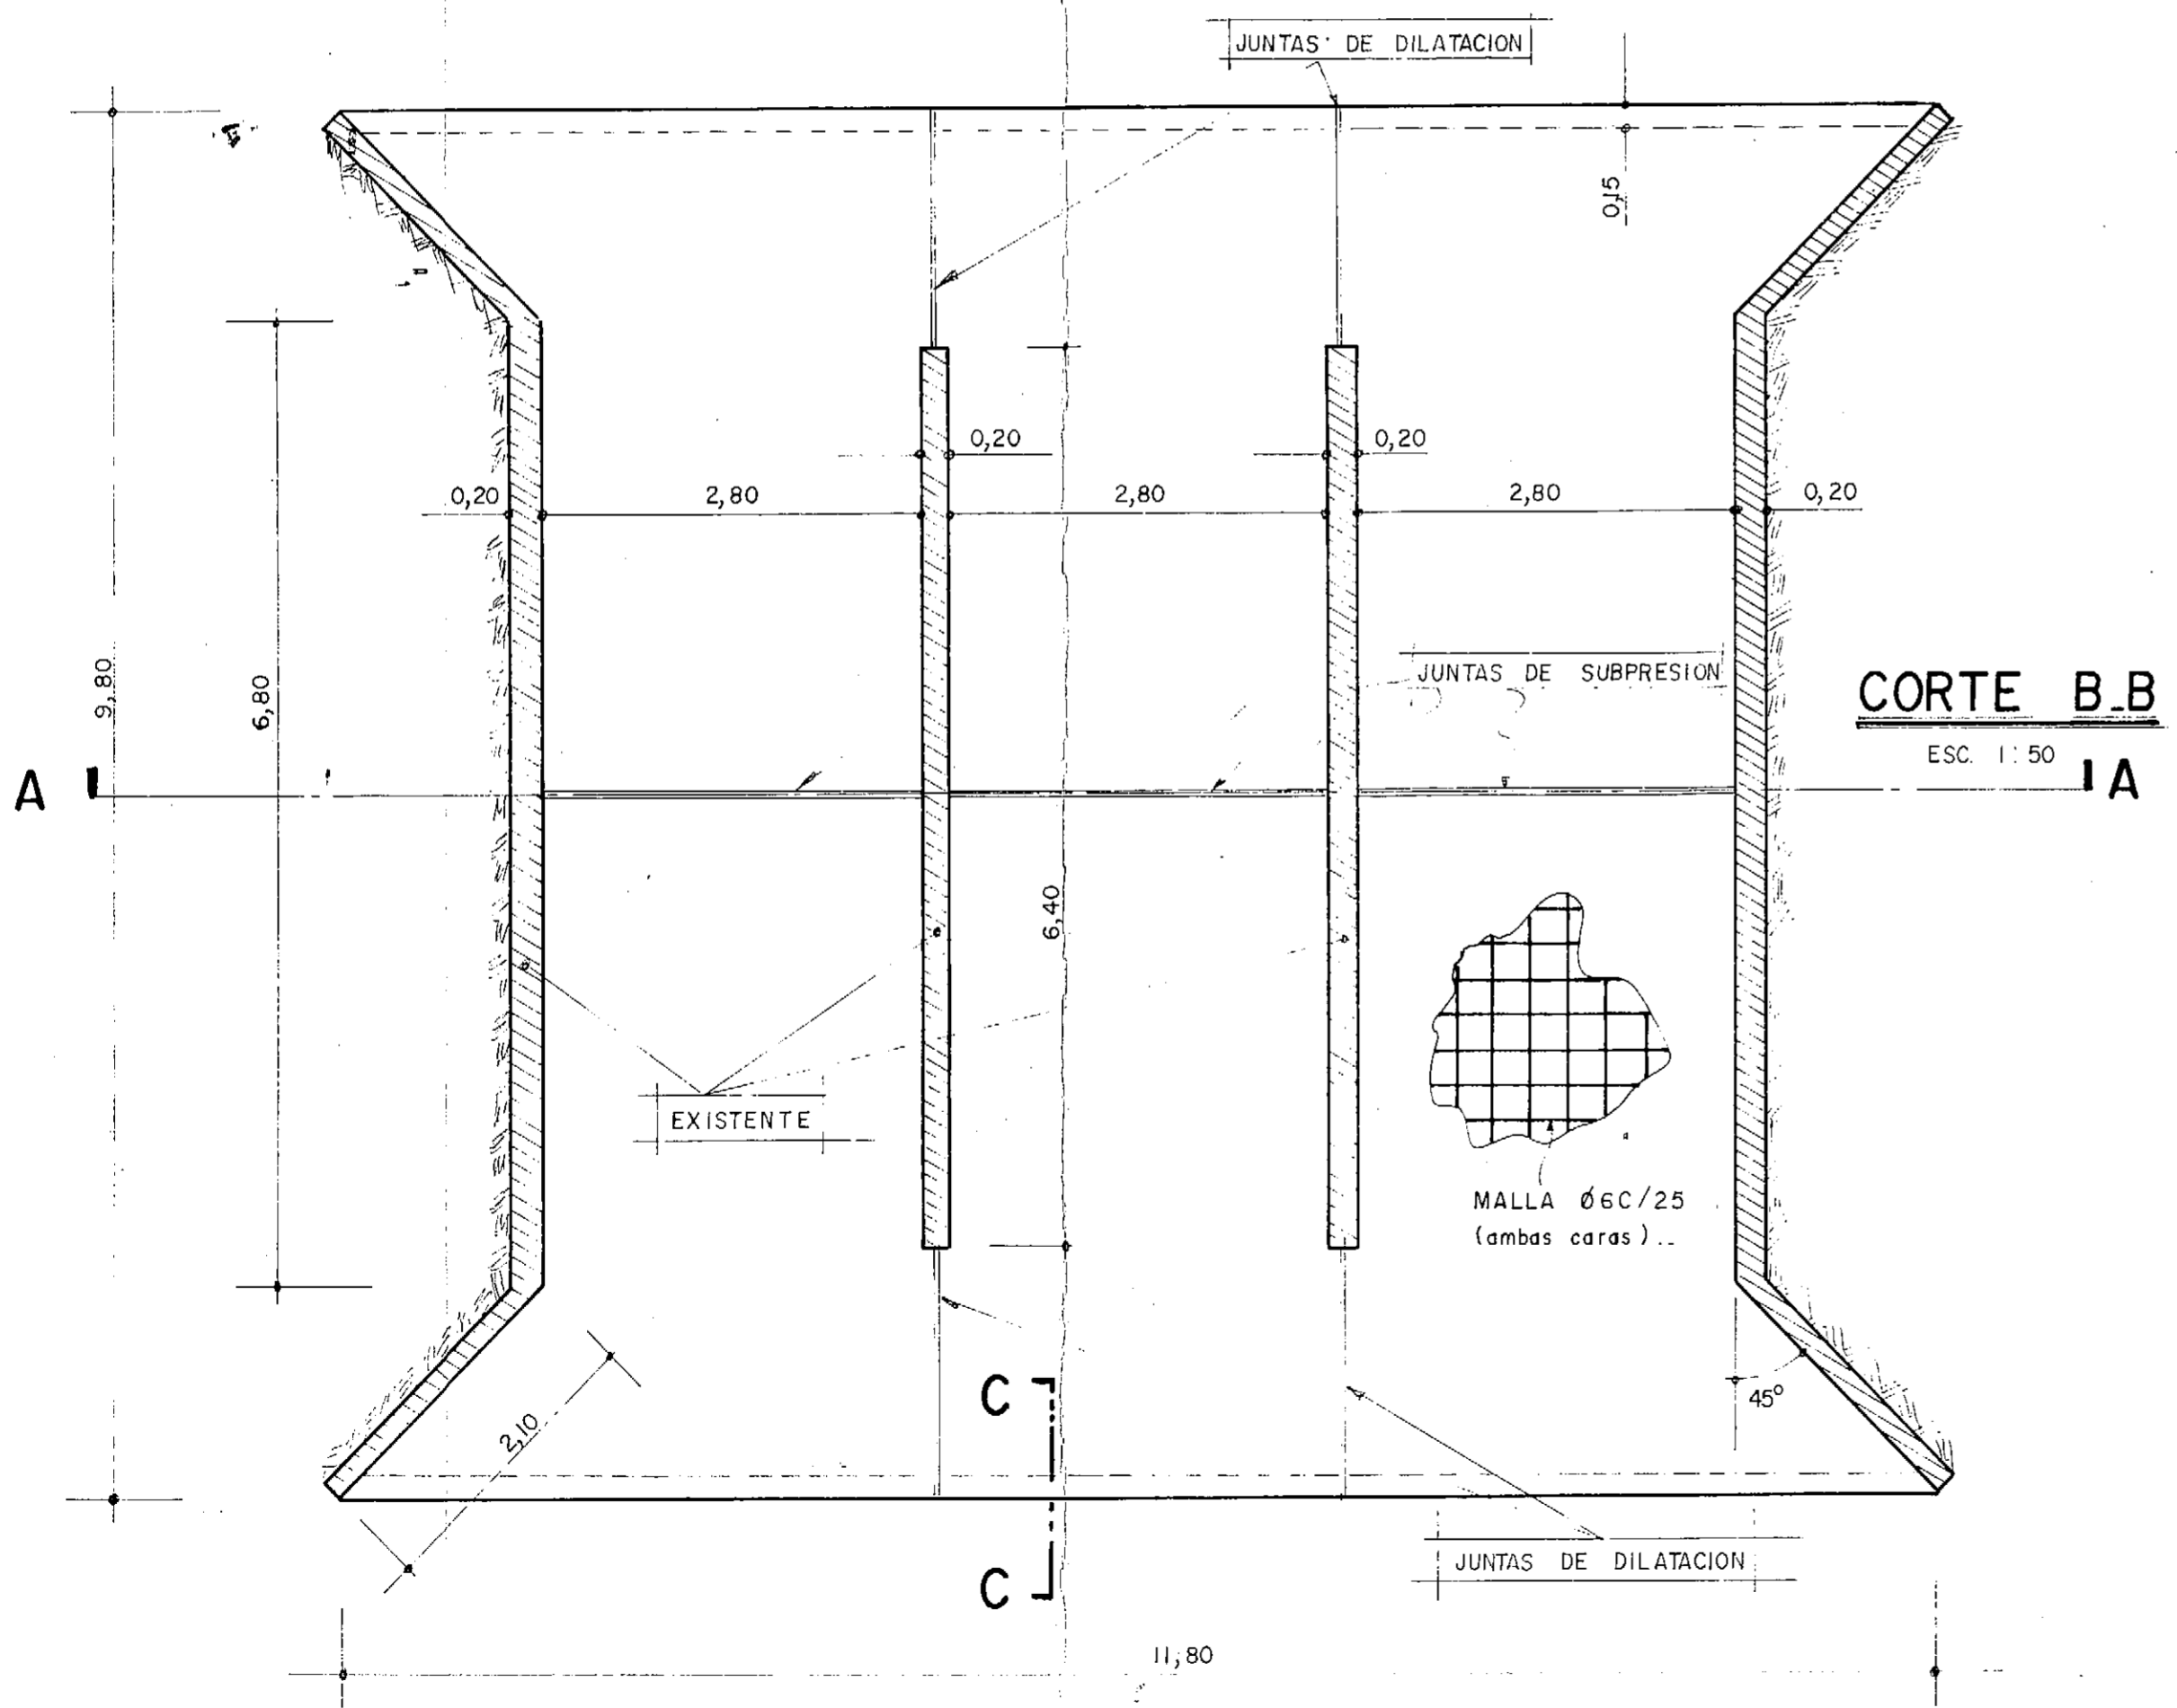 JUNTAS DE DILATACION
0,15
0,20
0,20
0,20
2,80
2,80
2,80
0,20
9,80
6,80
JUNTAS DE SUBPRESION
CORTE B_B
ESC. 1:50
A
A
6,40
EXISTENTE
MALLA Ø6C/25
(ambas caras)..
C
45°
2,10
JUNTAS DE DILATACION
C
11,80